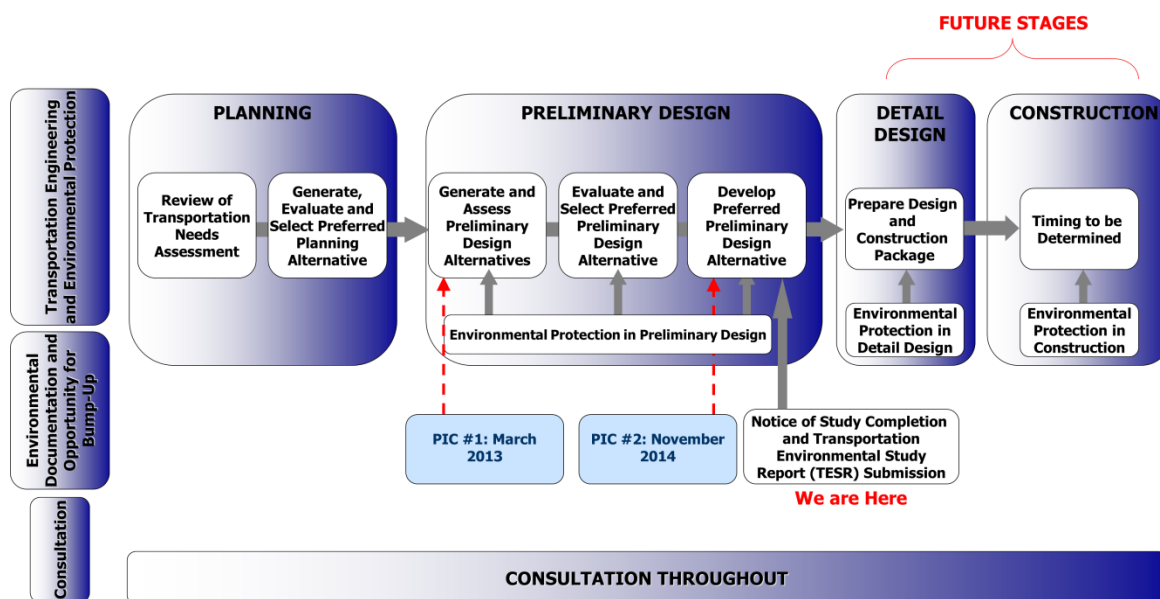 FUTURE STAGES
Transportation Engineering
and Environmental Protection
PLANNING
Review of
Transportation
Needs
Assessment
Generate,
Evaluate and
Select Preferred
Planning
Alternative
PRELIMINARY DESIGN
Generate and
Assess
Preliminary
Design
Alternatives
Evaluate and
Select Preferred
Preliminary
Design
Alternative
Develop
Preferred
Preliminary
Design
Alternative
Environmental Protection in Preliminary Design
DETAIL
DESIGN
Prepare Design
and
Construction
Package
Environmental
Protection in
Detail Design
CONSTRUCTION
Timing to be
Determined
Environmental
Protection in
Construction
Environmental
Documentation and
Opportunity for
Bump-Up
PIC #1: March
2013
PIC #2: November
2014
Notice of Study Completion
and Transportation
Environmental Study
Report (TESR) Submission
We are Here
Consultation
CONSULTATION THROUGHOUT